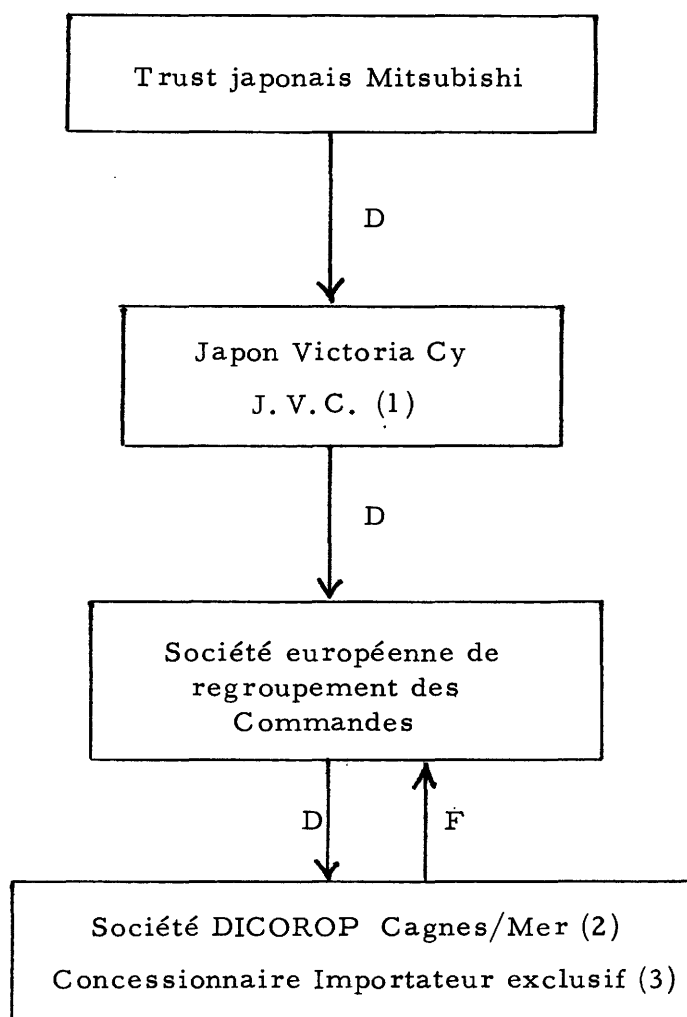 Trust japonais Mitsubishi
D
Japon Victoria Cy
J. V. C. (1)
D
Société européenne de
regroupement des
Commandes
D F
Société DICOROP Cagnes/Mer (2)
Concessionnaire Importateur exclusif (3)